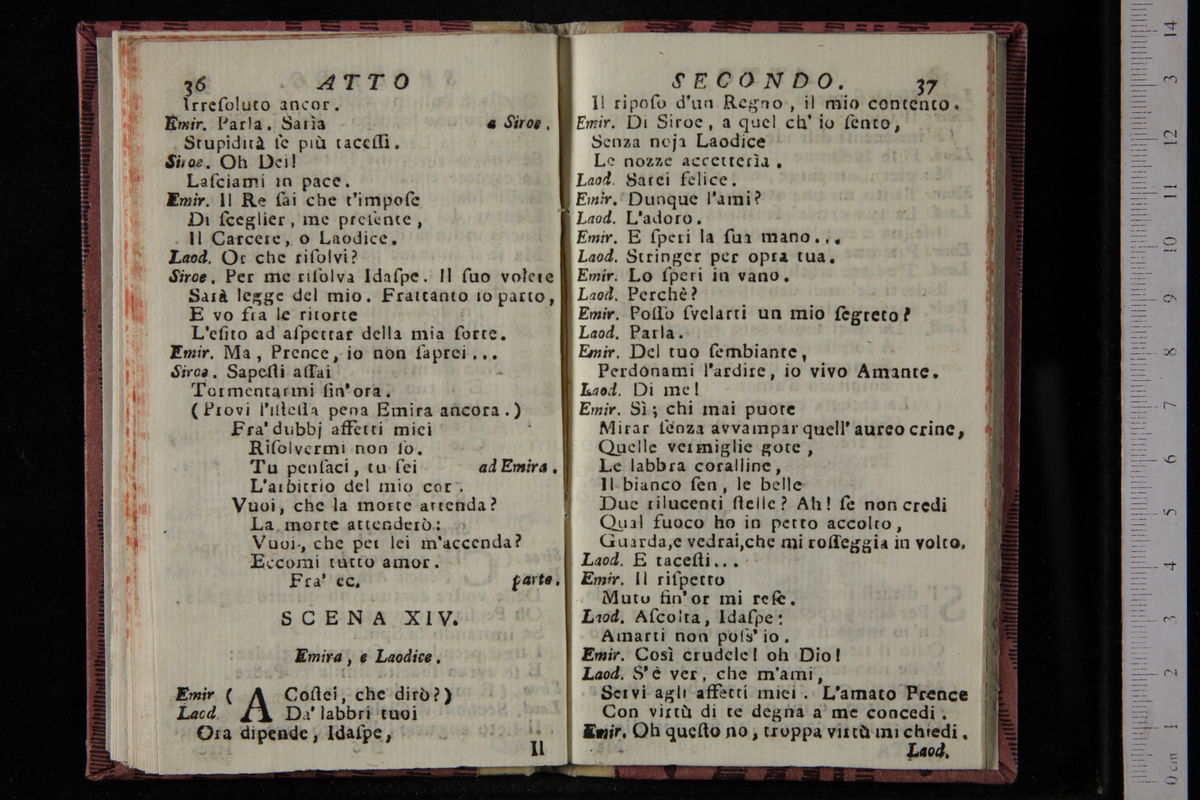 36 ATTO
Irreſoluto ancor.
Emir. Parla. Sarìa a Siroe.
Stupidità ſe più taceſſi.
Siroe. Oh Dei!
Laſciami in pace.
Emir. Il Re ſai che t'impoſe
Di ſceglier, me preſente,
Il Carcere, o Laodice.
Laod. Or che riſolvi?
Siroe. Per me riſolva Idaſpe. Il ſuo volere
Sarà legge del mio. Frattanto io parto,
E vo fra le ritorte
L'eſito ad aſpettar della mia ſorte.
Emir. Ma, Prence, io non ſaprei...
Siroe. Sapeſti aſſai
Tormentarmi ſin'ora.
(Provi l'iſteſſa pena Emira ancora.)
Fra' dubbj affetti miei
Riſolvermi non ſo.
Tu penſaci, tu ſei ad Emira.
L'arbitrio del mio cor.
Vuoi, che la morte attenda?
La morte attenderò:
Vuoi, che per lei m'accenda?
Eccomi tutto amor.
Fra' ec. parte.
SCENA XIV.
Emira, e Laodice.
Emir ( A Coſtei, che dirò?)
Laod. Da' labbri tuoi
Ora dipende, Idaſpe,
Il
SECONDO. 37
Il ripoſo d'un Regno, il mio contento.
Emir. Di Siroe, a quel ch' io ſento,
Senza noja Laodice
Le nozze accetterìa.
Laod. Sarei felice.
Emir. Dunque l'ami?
Laod. L'adoro.
Emir. E ſperi la ſua mano...
Laod. Stringer per opra tua.
Emir. Lo ſperi in vano.
Laod. Perchè?
Emir. Poſſo ſvelarti un mio ſegreto?
Laod. Parla.
Emir. Del tuo ſembiante,
Perdonami l'ardire, io vivo Amante.
Laod. Di me!
Emir. Sì; chi mai puote
Mirar ſenza avvampar quell' aureo crine,
Quelle vermiglie gote,
Le labbra coralline,
Il bianco ſen, le belle
Due rilucenti ſtelle? Ah! ſe non credi
Qual fuoco ho in petto accolto,
Guarda, e vedrai, che mi roſſeggia in volto.
Laod. E taceſti...
Emir. Il riſpetto
Muto ſin' or mi reſe.
Laod. Aſcolta, Idaſpe:
Amarti non poſs' io.
Emir. Così crudele! oh Dio!
Laod. S'è ver, che m'ami,
Servi agli affetti miei. L'amato Prence
Con virtù di te degna a me concedi.
Emir. Oh queſto no, troppa virtù mi chiedi.
Laod.